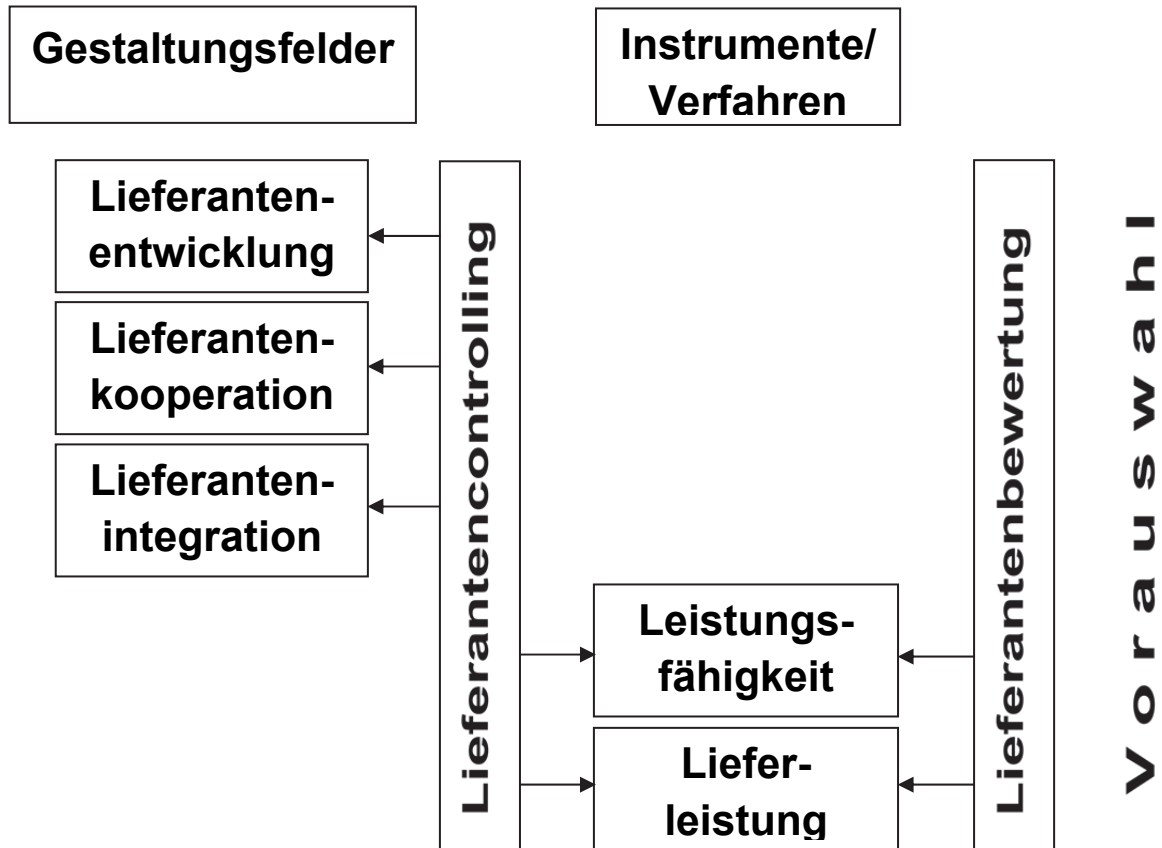 Gestaltungsfelder
Instrumente/
Verfahren
Lieferanten-
entwicklung
Lieferanten-
kooperation
Lieferanten-
integration
Lieferantencontrolling
Leistungs-
fähigkeit
Liefer-
leistung
Lieferantenbewertung
Vorauswahl